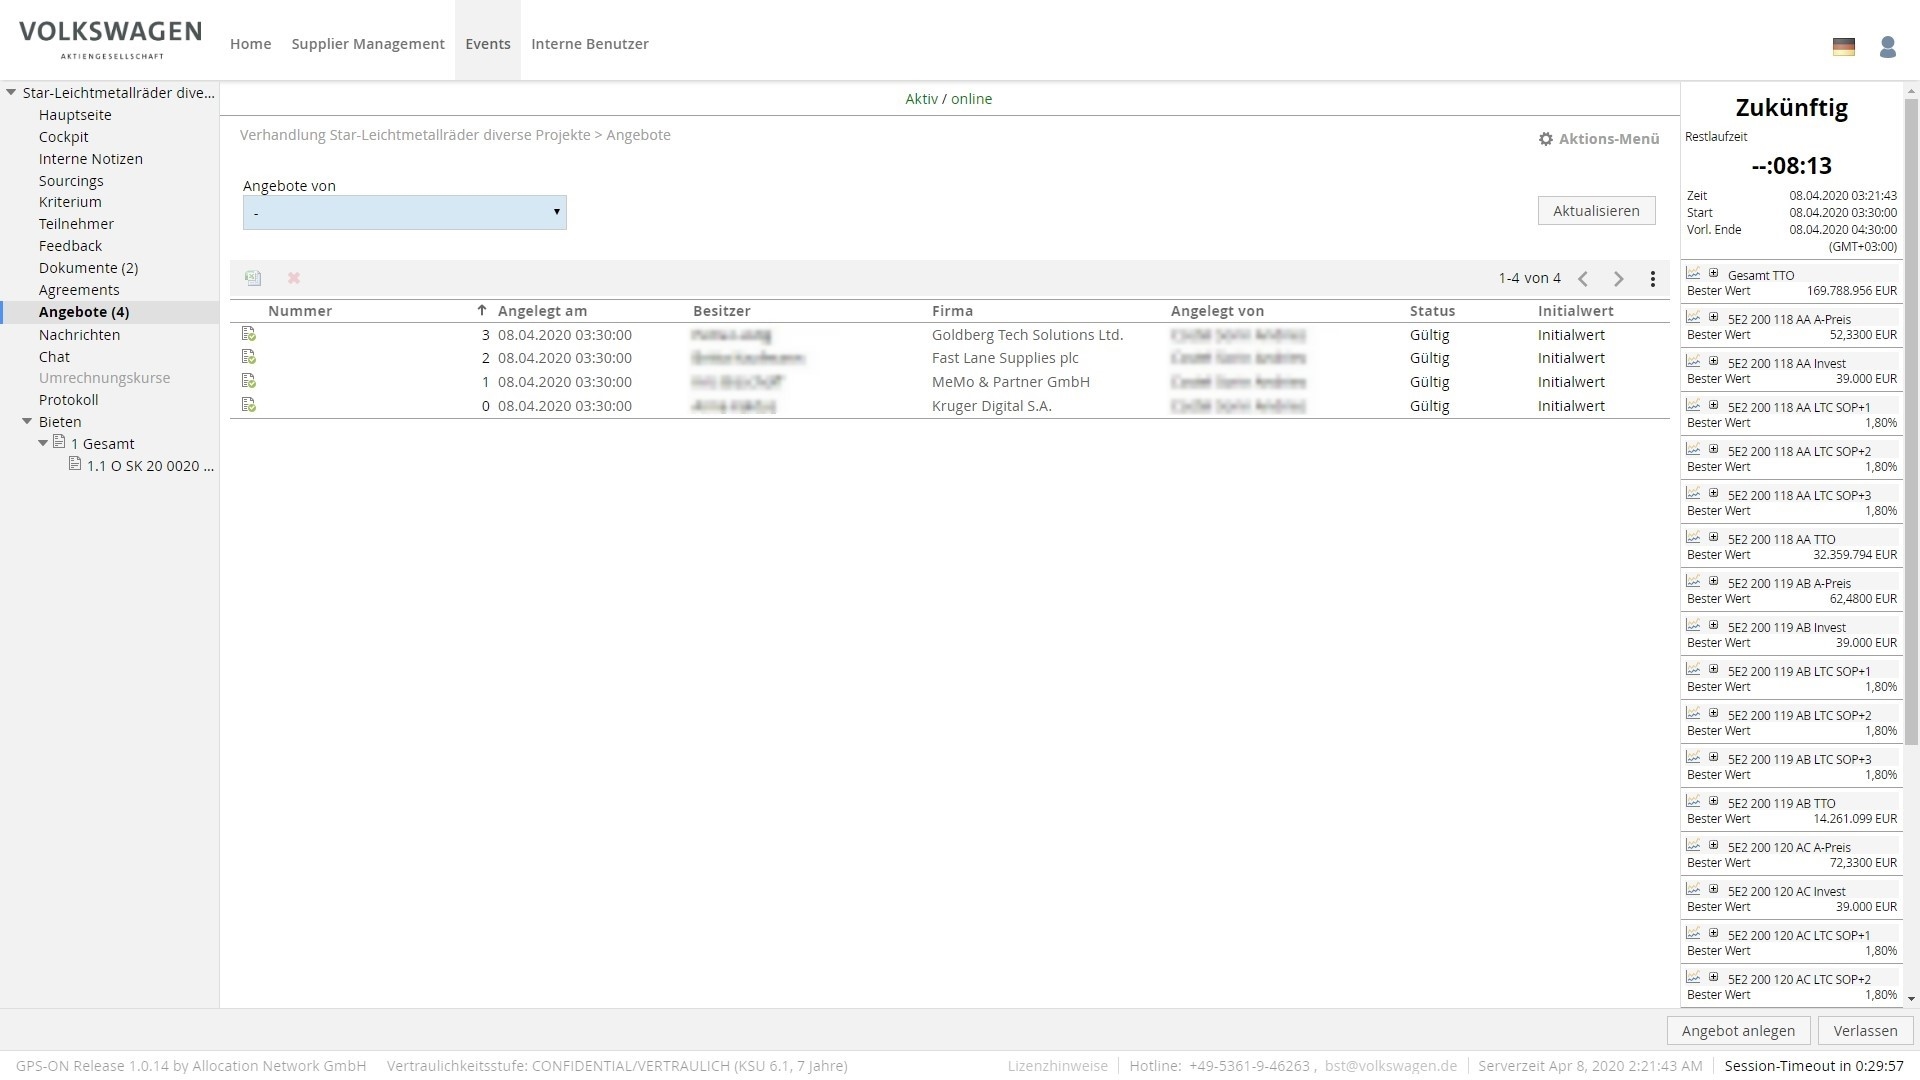 VOLKSWAGEN
AKTIENGESELLSCHAFT
Home Supplier Management Events Interne Benutzer
Star-Leichtmetallräder dive...
Hauptseite
Cockpit
Interne Notizen
Sourcings
Kriterium
Teilnehmer
Feedback
Dokumente (2)
Agreements
Angebote (4)
Nachrichten
Chat
Umrechnungskurse
Protokoll
Bieten
1 Gesamt
1.1 O SK 20 0020 ...
Aktiv / online
Verhandlung Star-Leichtmetallräder diverse Projekte > Angebote
Aktions-Menü
Angebote von
-
Aktualisieren
1-4 von 4
Nummer Angelegt am Besitzer Firma Angelegt von Status Initialwert
3 08.04.2020 03:30:00 Goldberg Tech Solutions Ltd. Gültig Initialwert
2 08.04.2020 03:30:00 Fast Lane Supplies plc Gültig Initialwert
1 08.04.2020 03:30:00 MeMo & Partner GmbH Gültig Initialwert
0 08.04.2020 03:30:00 Kruger Digital S.A. Gültig Initialwert
Zukünftig
Restlaufzeit
--:08:13
Zeit 08.04.2020 03:21:43
Start 08.04.2020 03:30:00
Vorl. Ende 08.04.2020 04:30:00
(GMT+03:00)
Gesamt TTO
Bester Wert 169.788.956 EUR
5E2 200 118 AA A-Preis
Bester Wert 52,3300 EUR
5E2 200 118 AA Invest
Bester Wert 39.000 EUR
5E2 200 118 AA LTC SOP+1
Bester Wert 1,80%
5E2 200 118 AA LTC SOP+2
Bester Wert 1,80%
5E2 200 118 AA LTC SOP+3
Bester Wert 1,80%
5E2 200 118 AA TTO
Bester Wert 32.359.794 EUR
5E2 200 119 AB A-Preis
Bester Wert 62,4800 EUR
5E2 200 119 AB Invest
Bester Wert 39.000 EUR
5E2 200 119 AB LTC SOP+1
Bester Wert 1,80%
5E2 200 119 AB LTC SOP+2
Bester Wert 1,80%
5E2 200 119 AB LTC SOP+3
Bester Wert 1,80%
5E2 200 119 AB TTO
Bester Wert 14.261.099 EUR
5E2 200 120 AC A-Preis
Bester Wert 72,3300 EUR
5E2 200 120 AC Invest
Bester Wert 39.000 EUR
5E2 200 120 AC LTC SOP+1
Bester Wert 1,80%
5E2 200 120 AC LTC SOP+2
Bester Wert 1,80%
Angebot anlegen Verlassen
GPS-ON Release 1.0.14 by Allocation Network GmbH Vertraulichkeitsstufe: CONFIDENTIAL/VERTRAULICH (KSU 6.1, 7 Jahre) Lizenzhinweise Hotline: +49-5361-9-46263 , bst@volkswagen.de Serverzeit Apr 8, 2020 2:21:43 AM Session-Timeout in 0:29:57